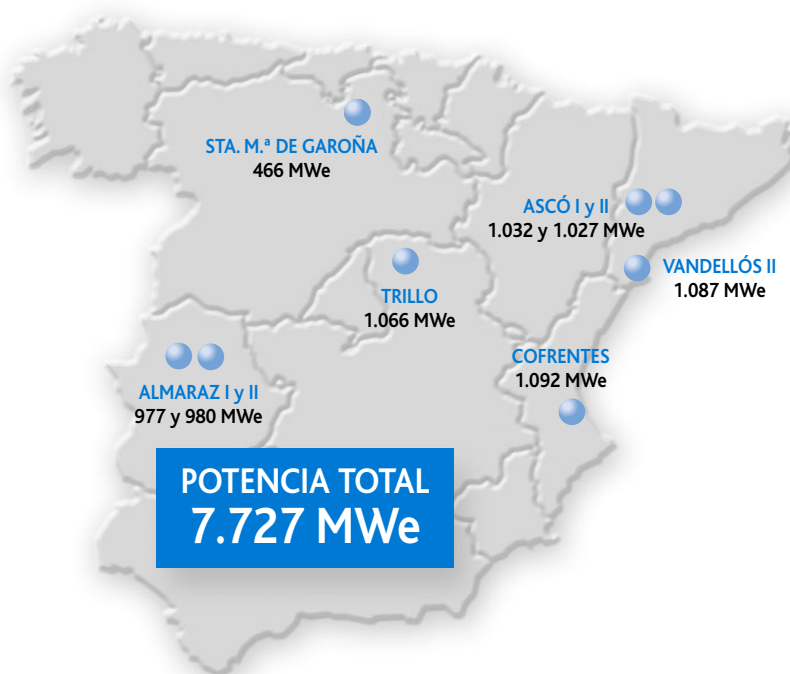 STA. M.ª DE GAROÑA
466 MWe
ASCÓ I y II
1.032 y 1.027 MWe
VANDELLÓS II
1.087 MWe
TRILLO
1.066 MWe
COFRENTES
1.092 MWe
ALMARAZ I y II
977 y 980 MWe
POTENCIA TOTAL
7.727 MWe